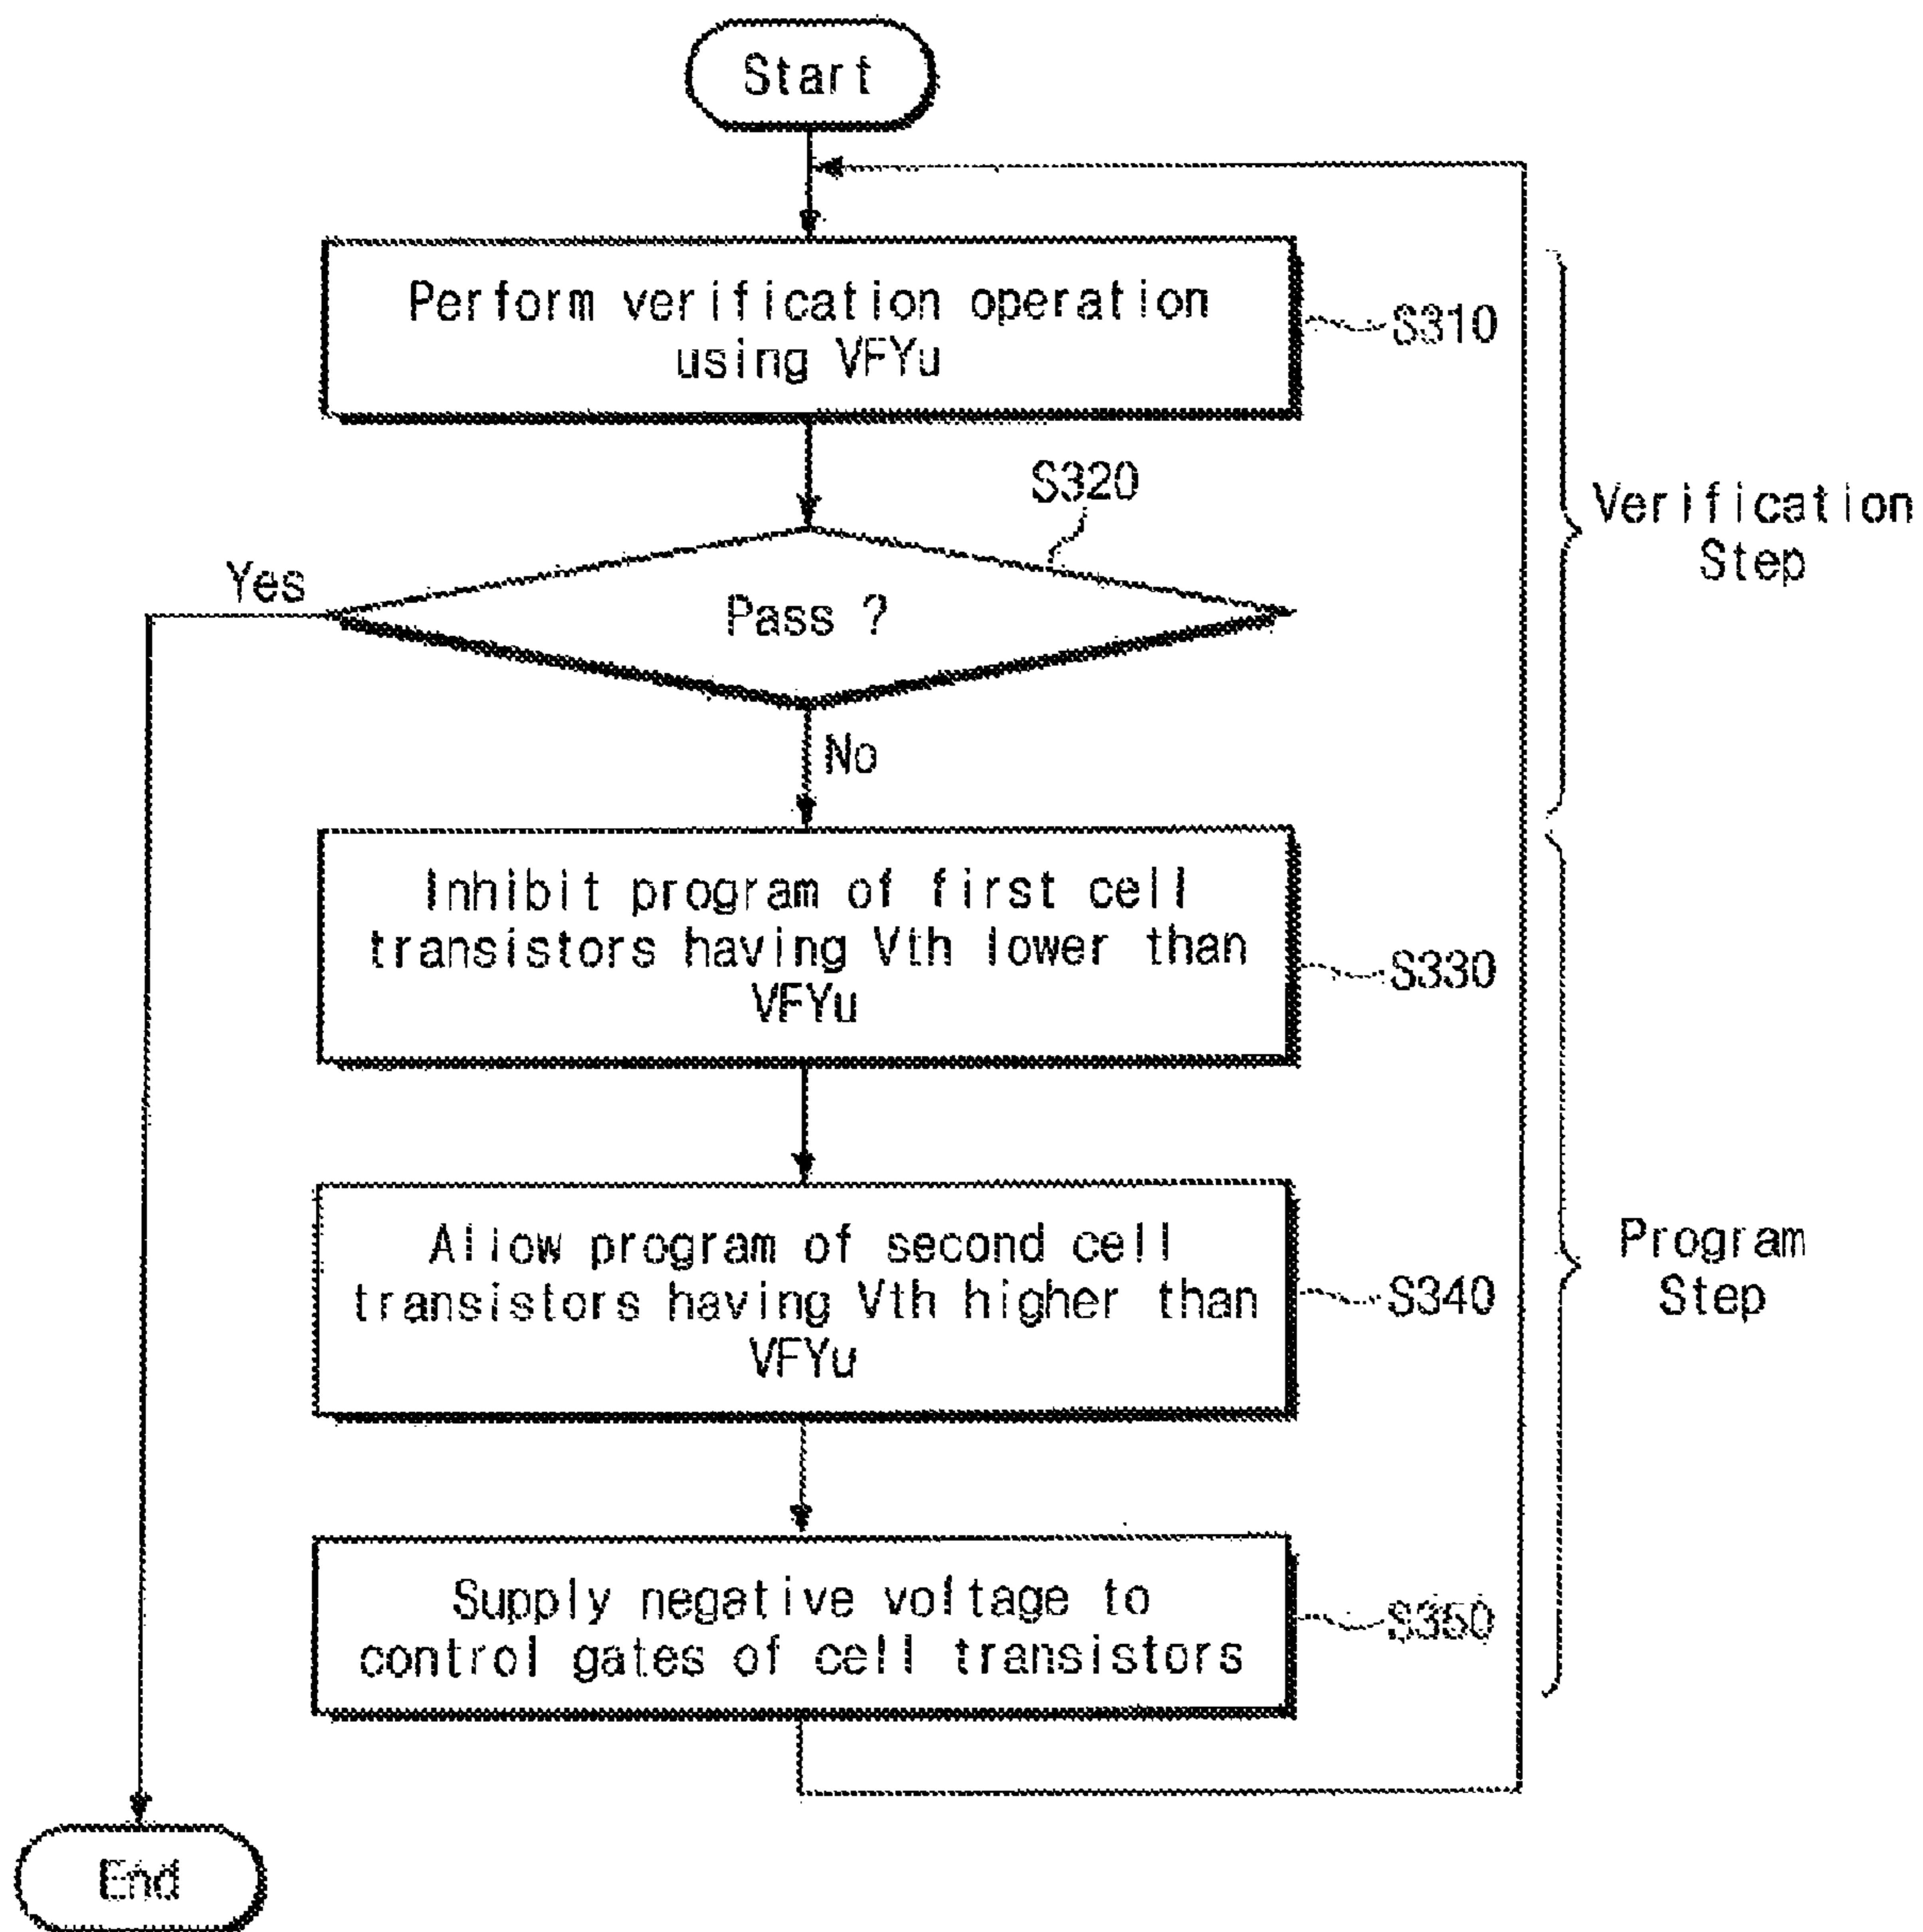 Start
Perform verification operation
using VFYu
S310
S320
Verification
Step
Yes
Pass ?
No
Inhibit program of first cell
transistors having Vth lower than
VFYu
S330
Allow program of second cell
transistors having Vth higher than
VFYu
S340
Program
Step
Supply negative voltage to
control gates of cell transistors
S350
End